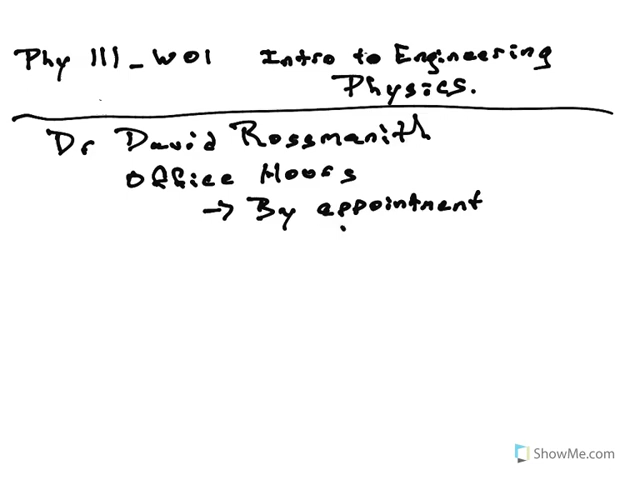 Phy 111_W01 Intro to Engineering
Physics.
Dr David Rossmanith
Office Hours
→ By appointment
ShowMe.com